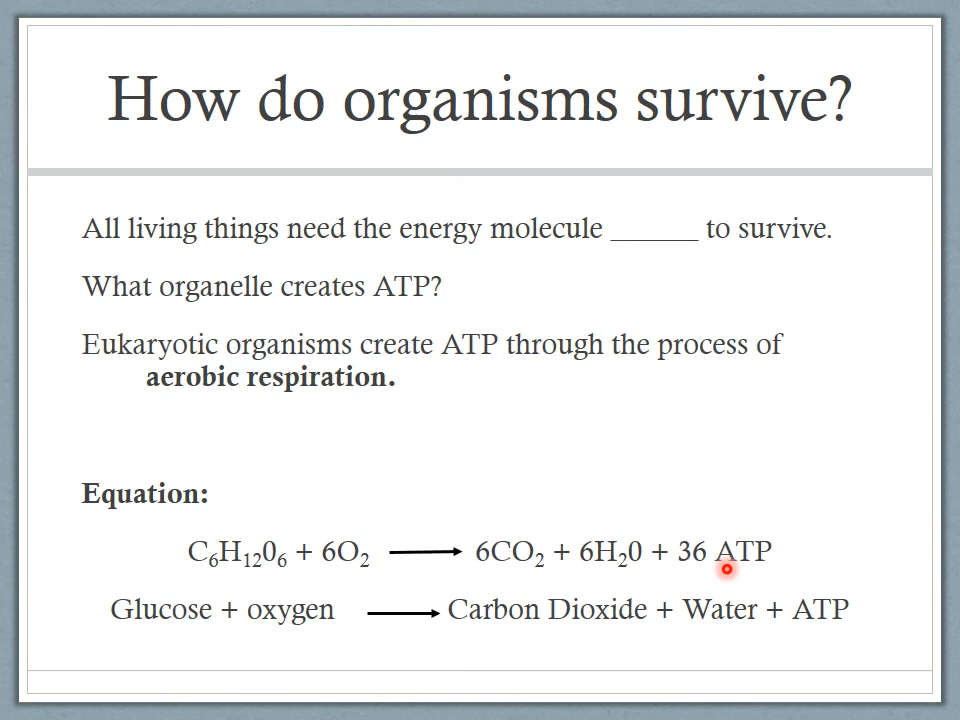 How do organisms survive?
All living things need the energy molecule ______ to survive.
What organelle creates ATP?
Eukaryotic organisms create ATP through the process of
aerobic respiration.
Equation:
C₆H₁₂0₆ + 6O₂ ⟶ 6CO₂ + 6H₂0 + 36 ATP
Glucose + oxygen ⟶ Carbon Dioxide + Water + ATP